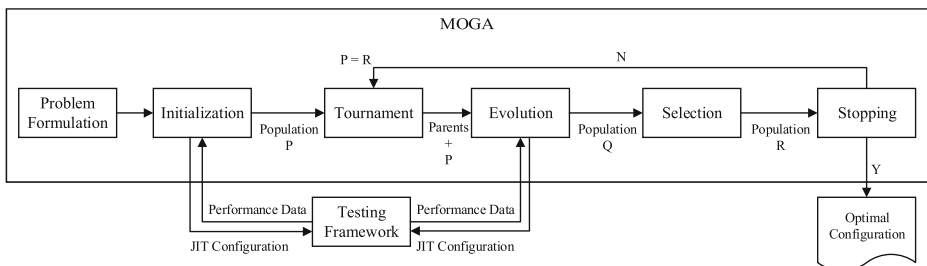 MOGA
P = R
N
Problem
Formulation
Initialization
Population
P
Tournament
Parents
+
P
Evolution
Population
Q
Selection
Population
R
Stopping
Y
Performance Data
JIT Configuration
Testing
Framework
Performance Data
JIT Configuration
Optimal
Configuration